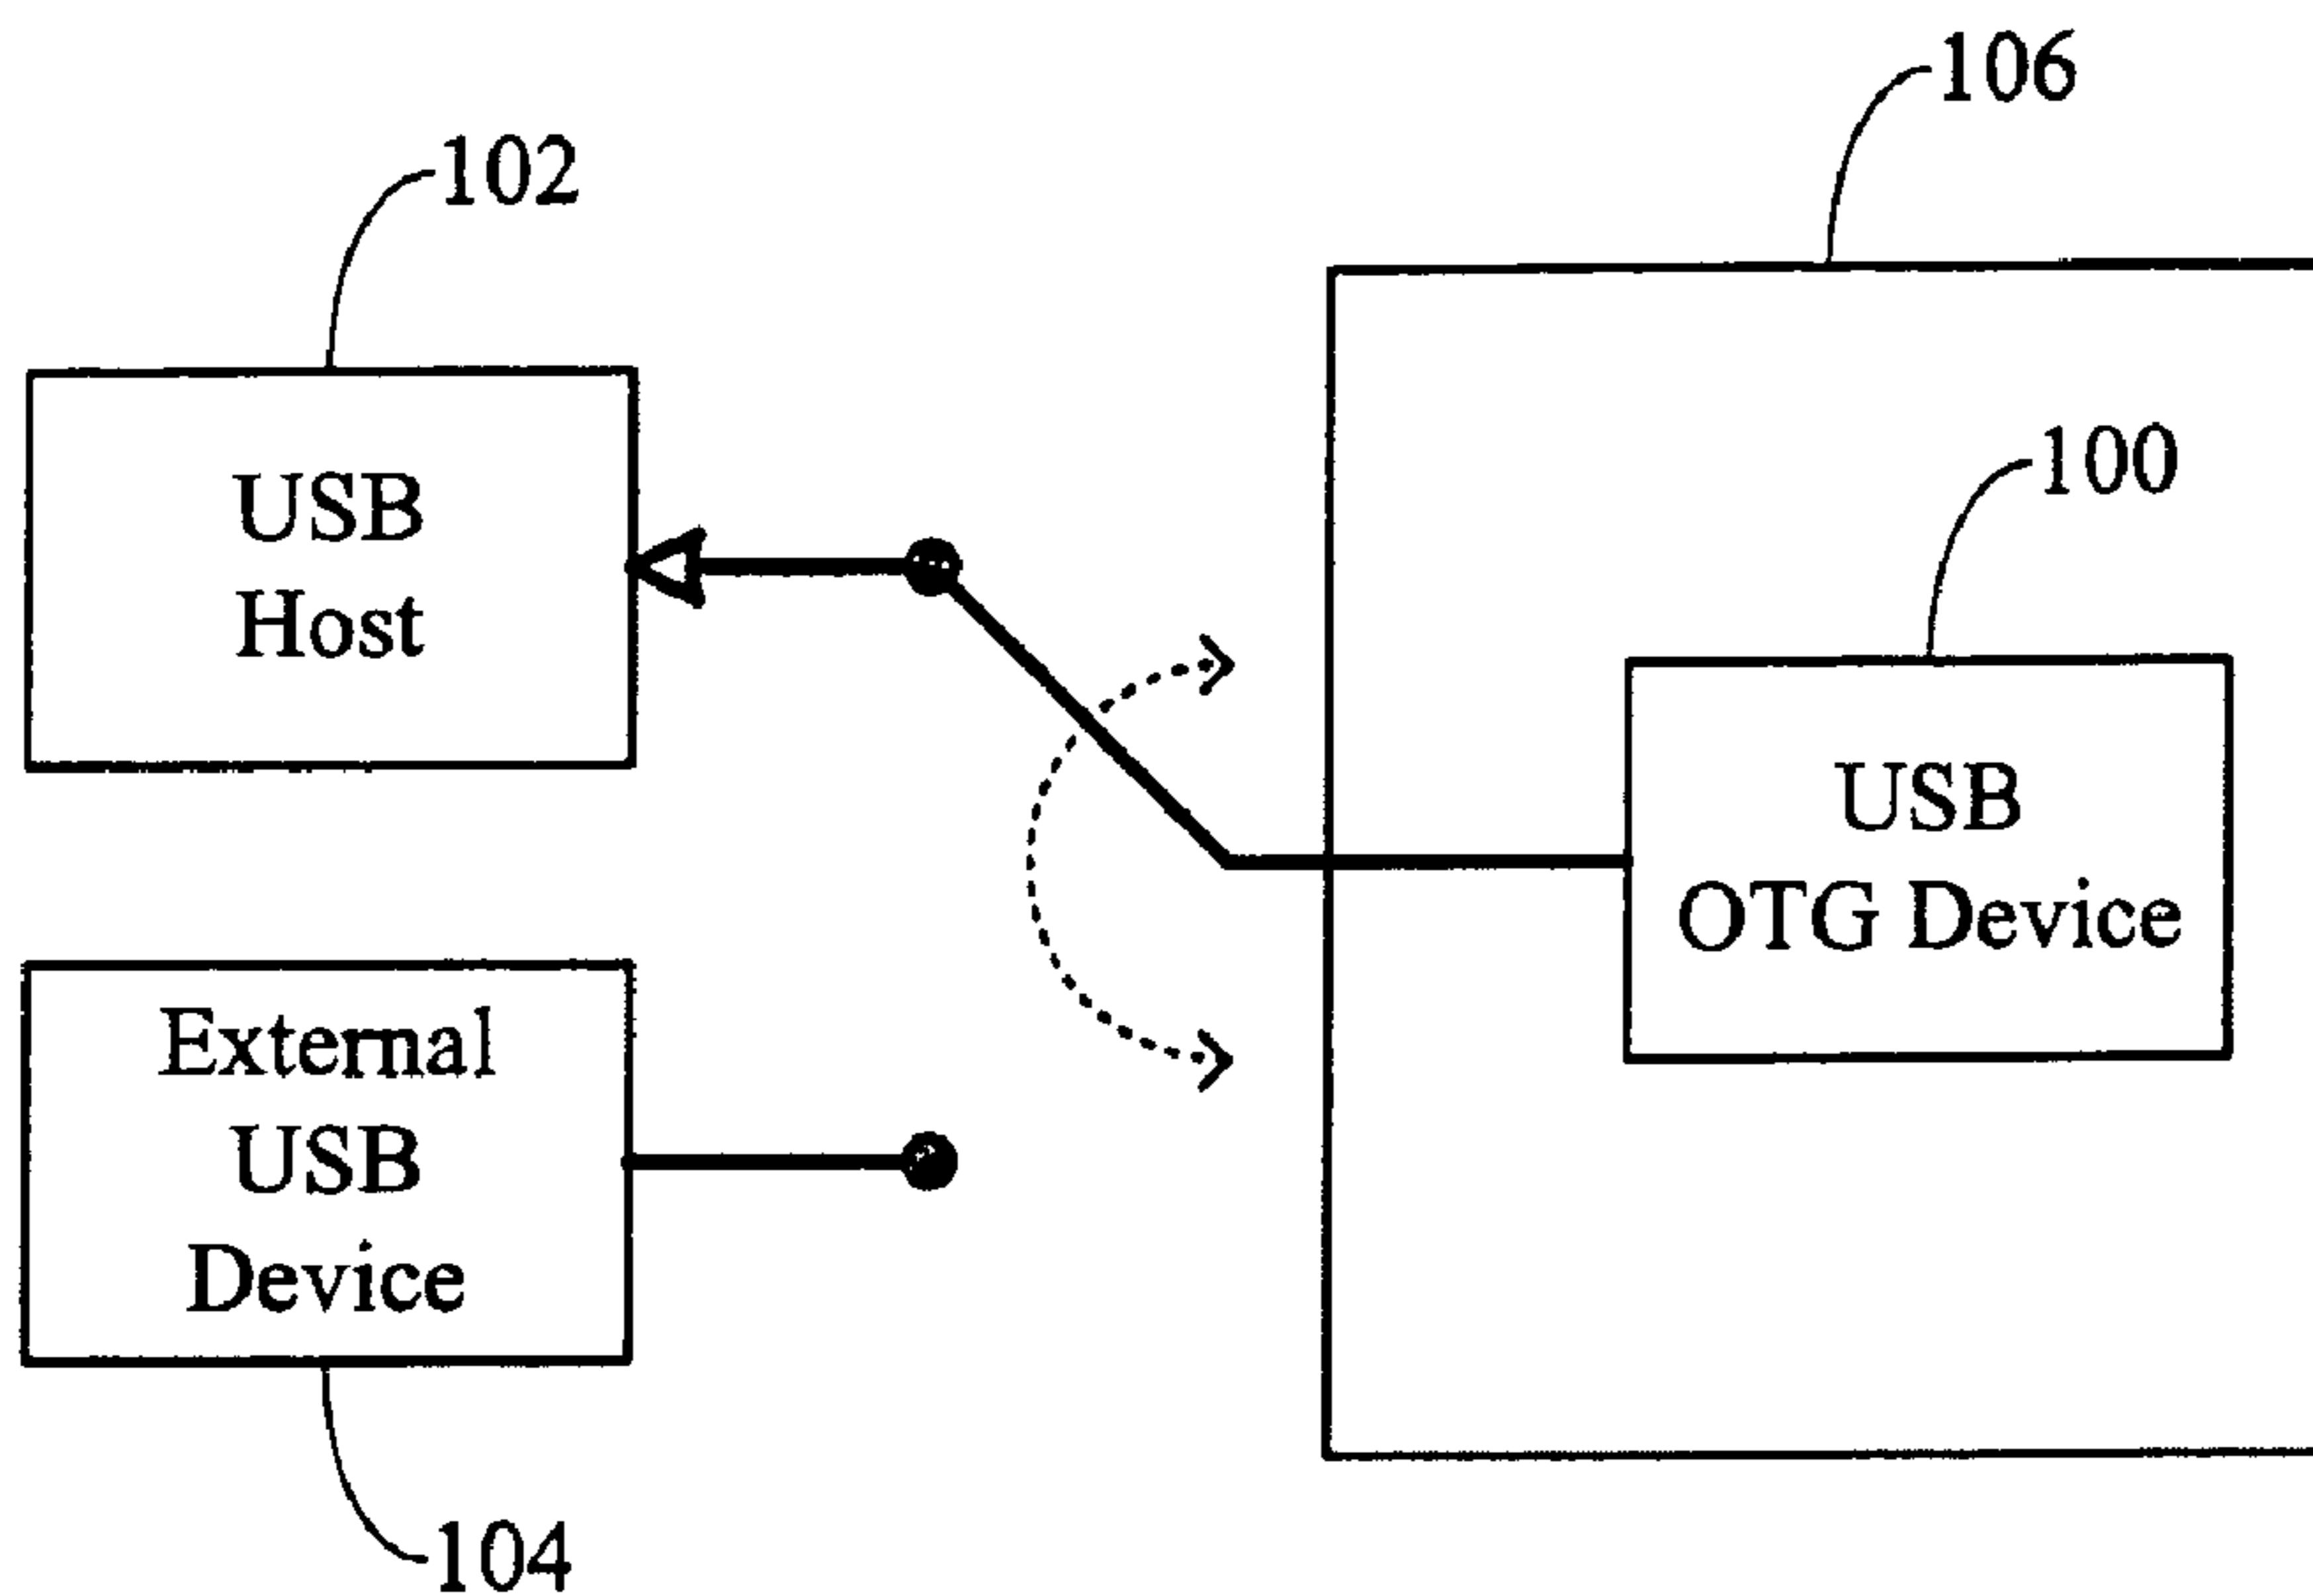 106
102
100
USB
Host
USB
OTG Device
External
USB
Device
104